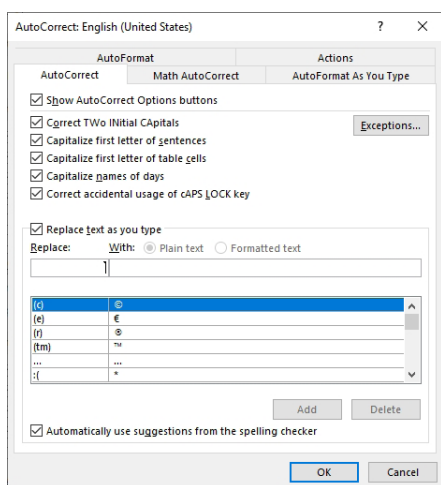 AutoCorrect: English (United States)
AutoFormat Actions
AutoCorrect Math AutoCorrect AutoFormat As You Type
Show AutoCorrect Options buttons
Correct TWo INitial CApitals
Exceptions...
Capitalize first letter of sentences
Capitalize first letter of table cells
Capitalize names of days
Correct accidental usage of cAPS LOCK key
Replace text as you type
Replace: With: Plain text Formatted text
(c) ©
(e) €
(r) ®
(tm) ™
... ...
Add Delete
Automatically use suggestions from the spelling checker
OK Cancel